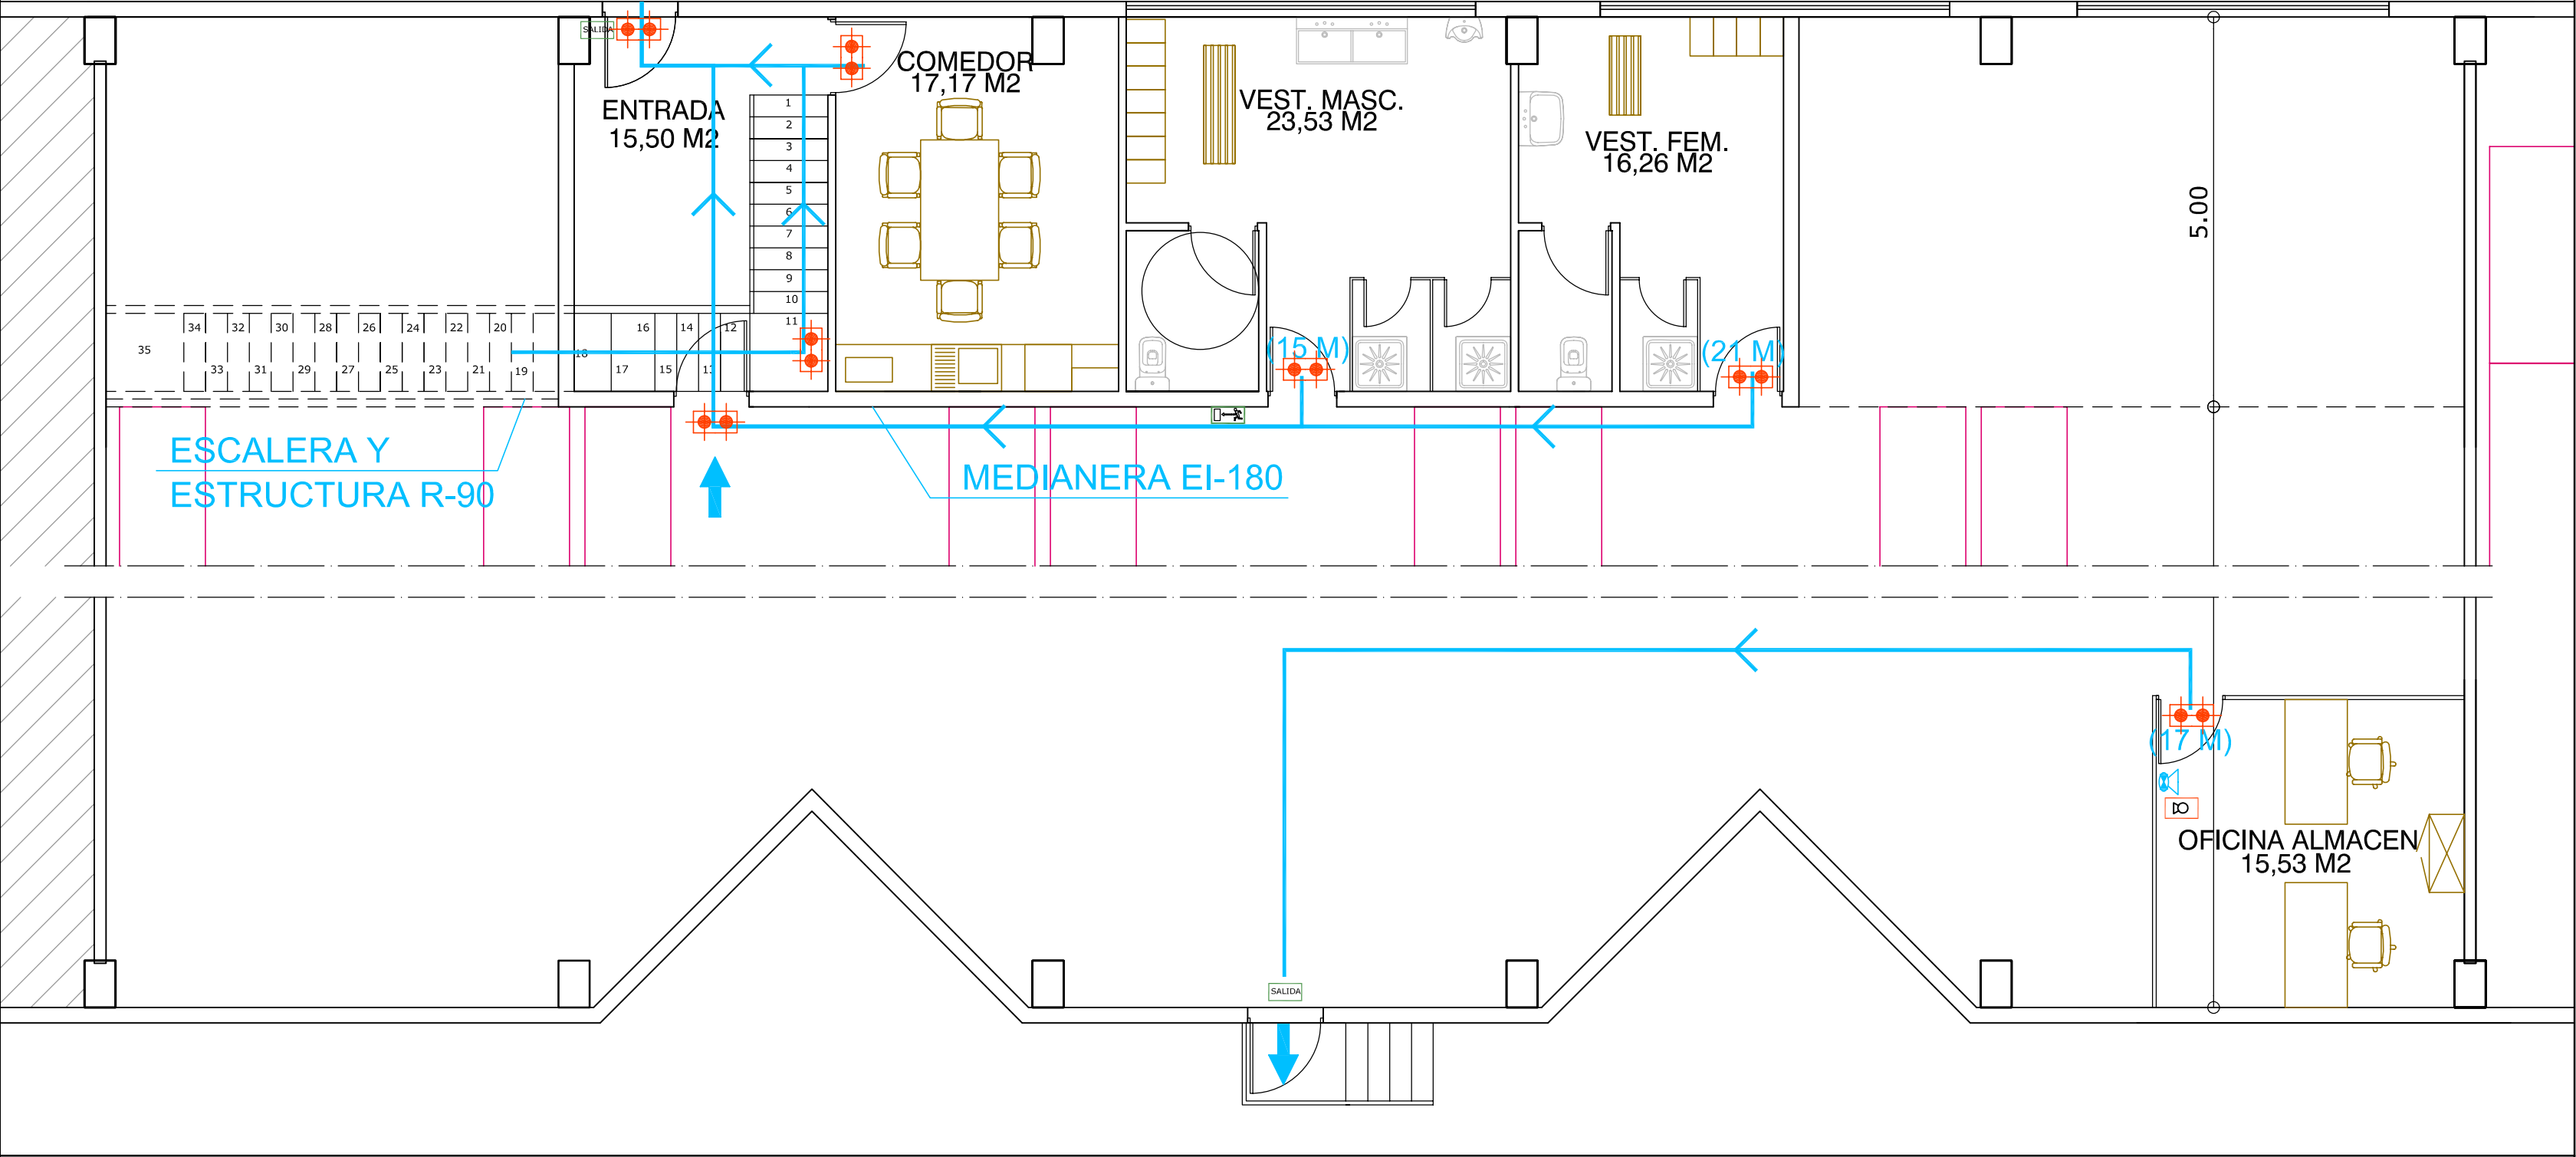 SALIDA
COMEDOR
17,17 M2
ENTRADA
15,50 M2
VEST. MASC.
23,53 M2
VEST. FEM.
16,26 M2
5.00
1
2
3
4
5
6
7
8
9
10
11
12
13
14
15
16
17
18
19
20
21
22
23
24
25
26
27
28
29
30
31
32
33
34
35
(15 M)
(21 M)
ESCALERA Y
ESTRUCTURA R-90
MEDIANERA EI-180
(17 M)
OFICINA ALMACEN
15,53 M2
SALIDA